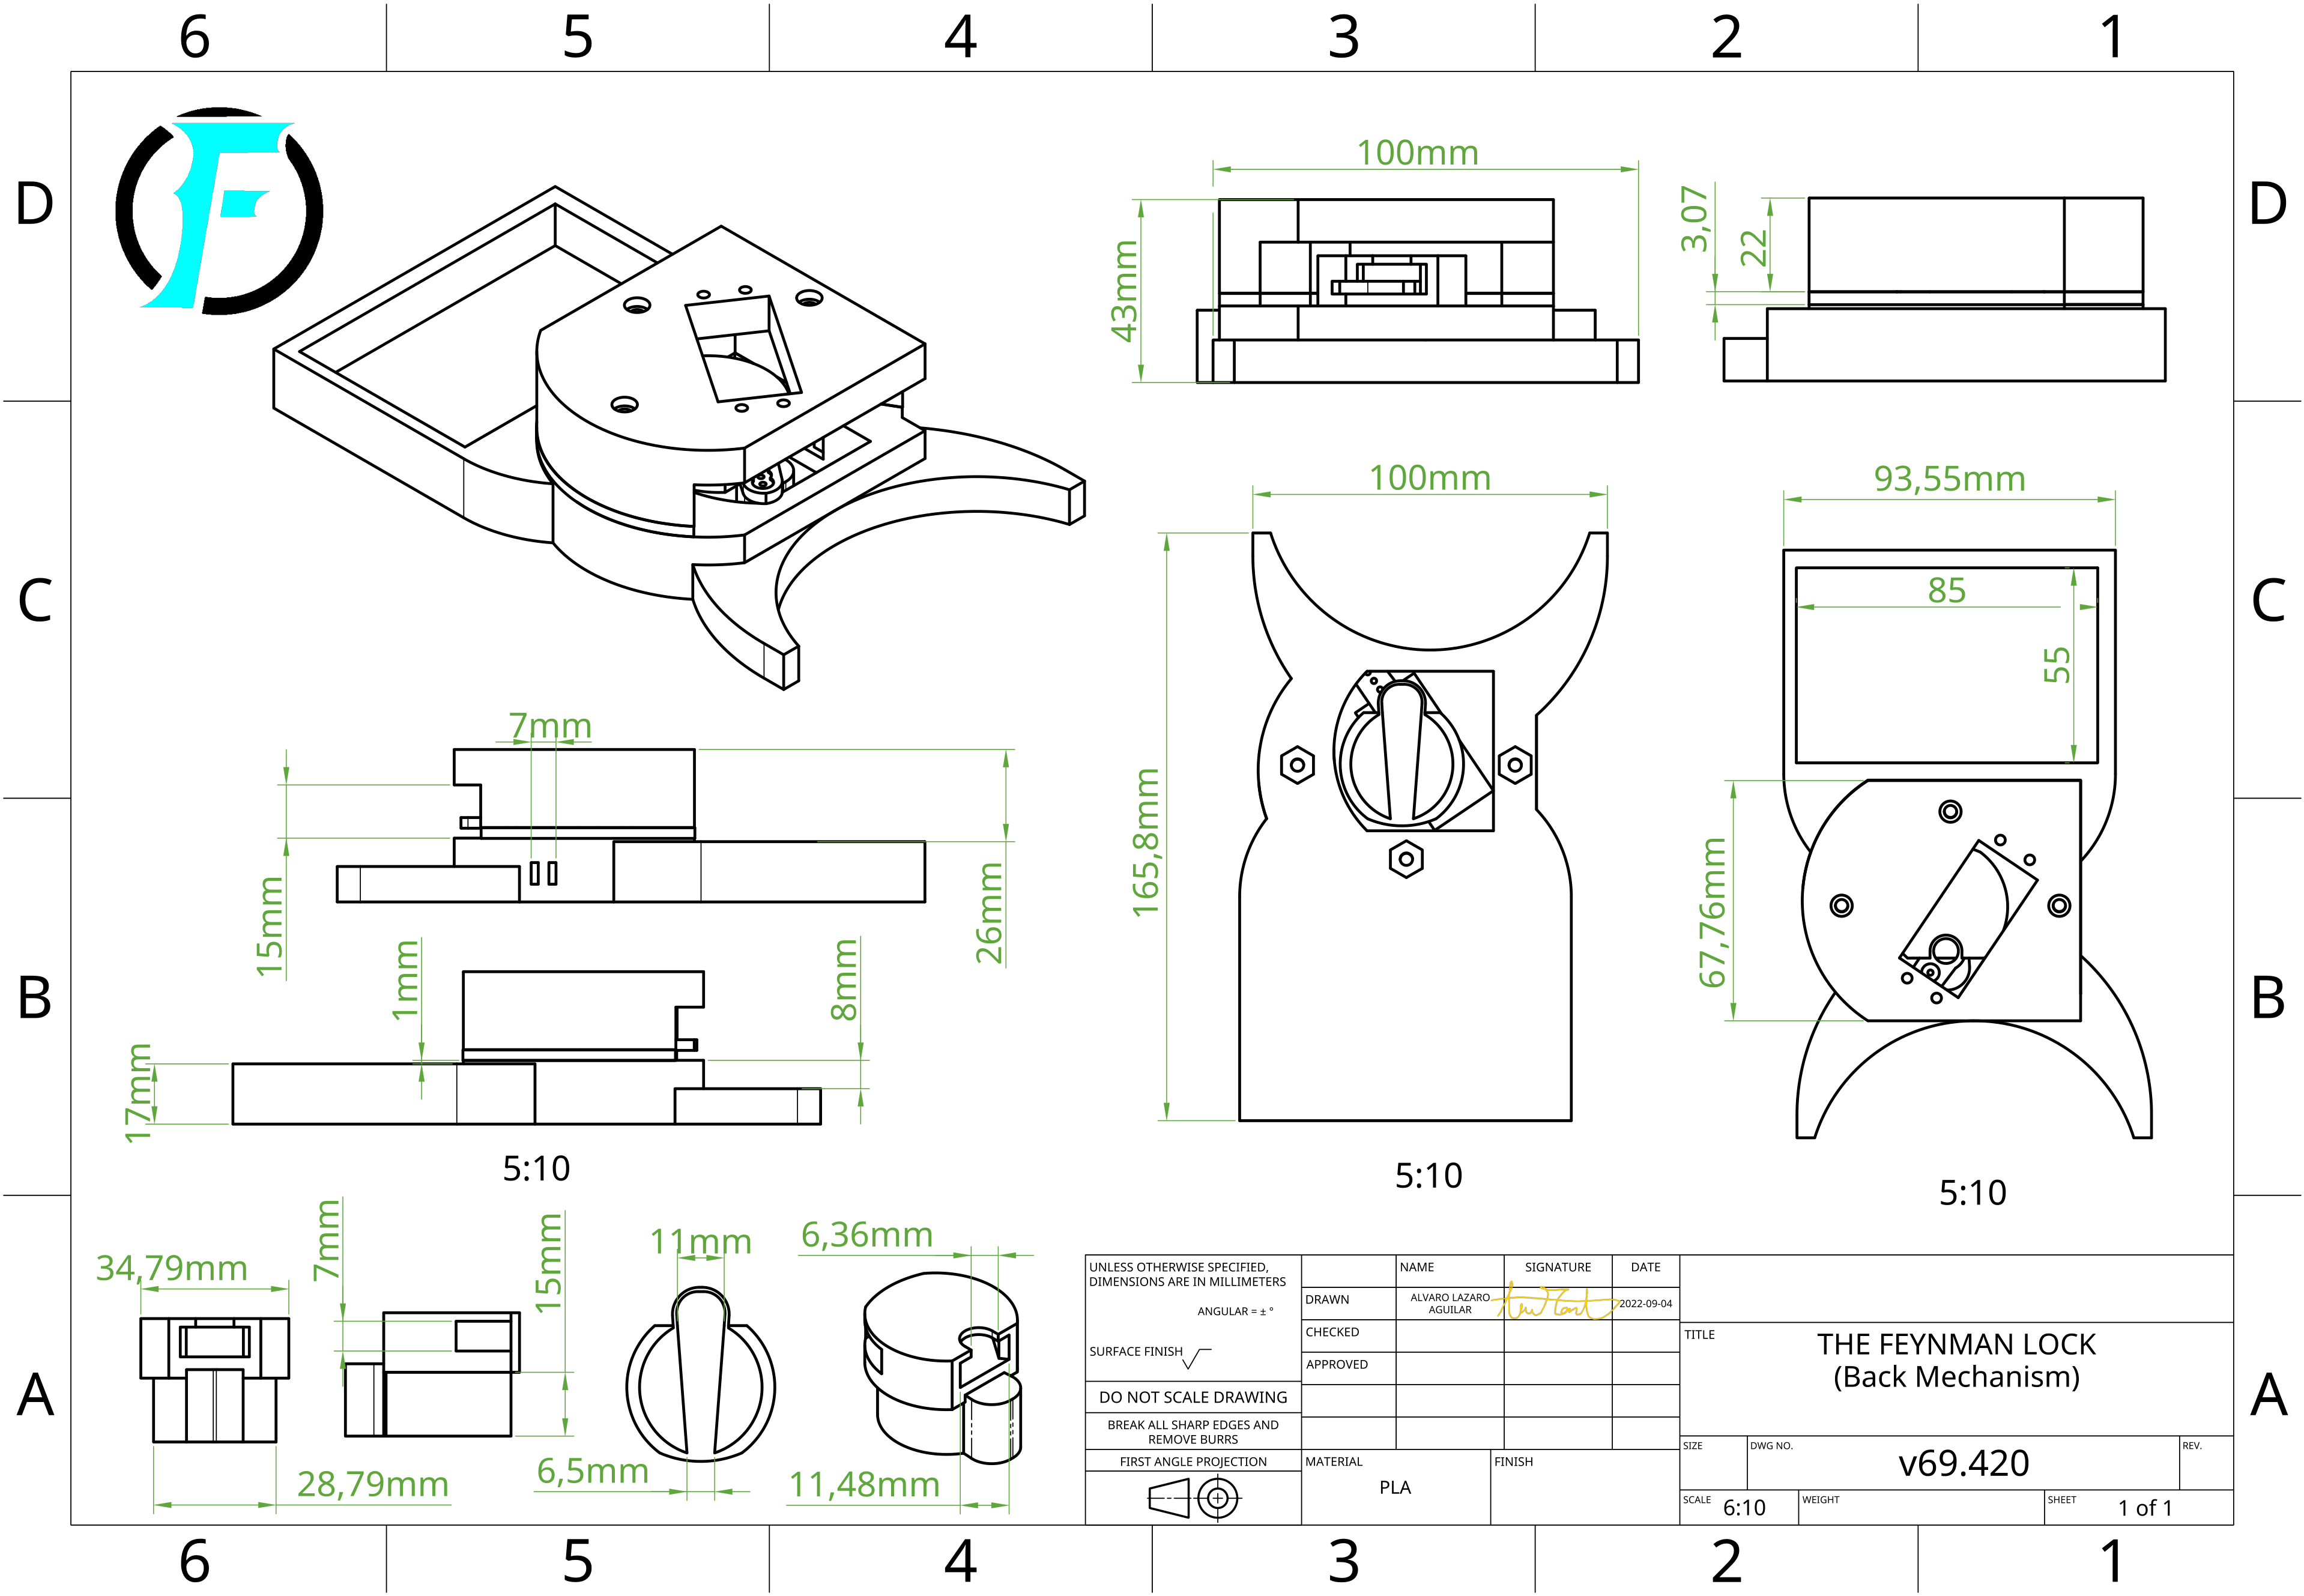 6 5 4 3 2 1
D
D
C
C
B
B
A
A
F
100mm
43mm
3,07
22
100mm
165,8mm
5:10
93,55mm
85
55
67,76mm
5:10
7mm
15mm
26mm
1mm
8mm
17mm
5:10
34,79mm
28,79mm
7mm
15mm
11mm
6,5mm
6,36mm
11,48mm
UNLESS OTHERWISE SPECIFIED,
DIMENSIONS ARE IN MILLIMETERS
ANGULAR = ± °
SURFACE FINISH
DO NOT SCALE DRAWING
BREAK ALL SHARP EDGES AND
REMOVE BURRS
FIRST ANGLE PROJECTION
NAME SIGNATURE DATE
DRAWN ALVARO LAZARO
AGUILAR
2022-09-04
CHECKED
APPROVED
MATERIAL
PLA
FINISH
TITLE
THE FEYNMAN LOCK
(Back Mechanism)
SIZE
DWG NO.
v69.420
REV.
SCALE 6:10
WEIGHT
SHEET 1 of 1
6 5 4 3 2 1